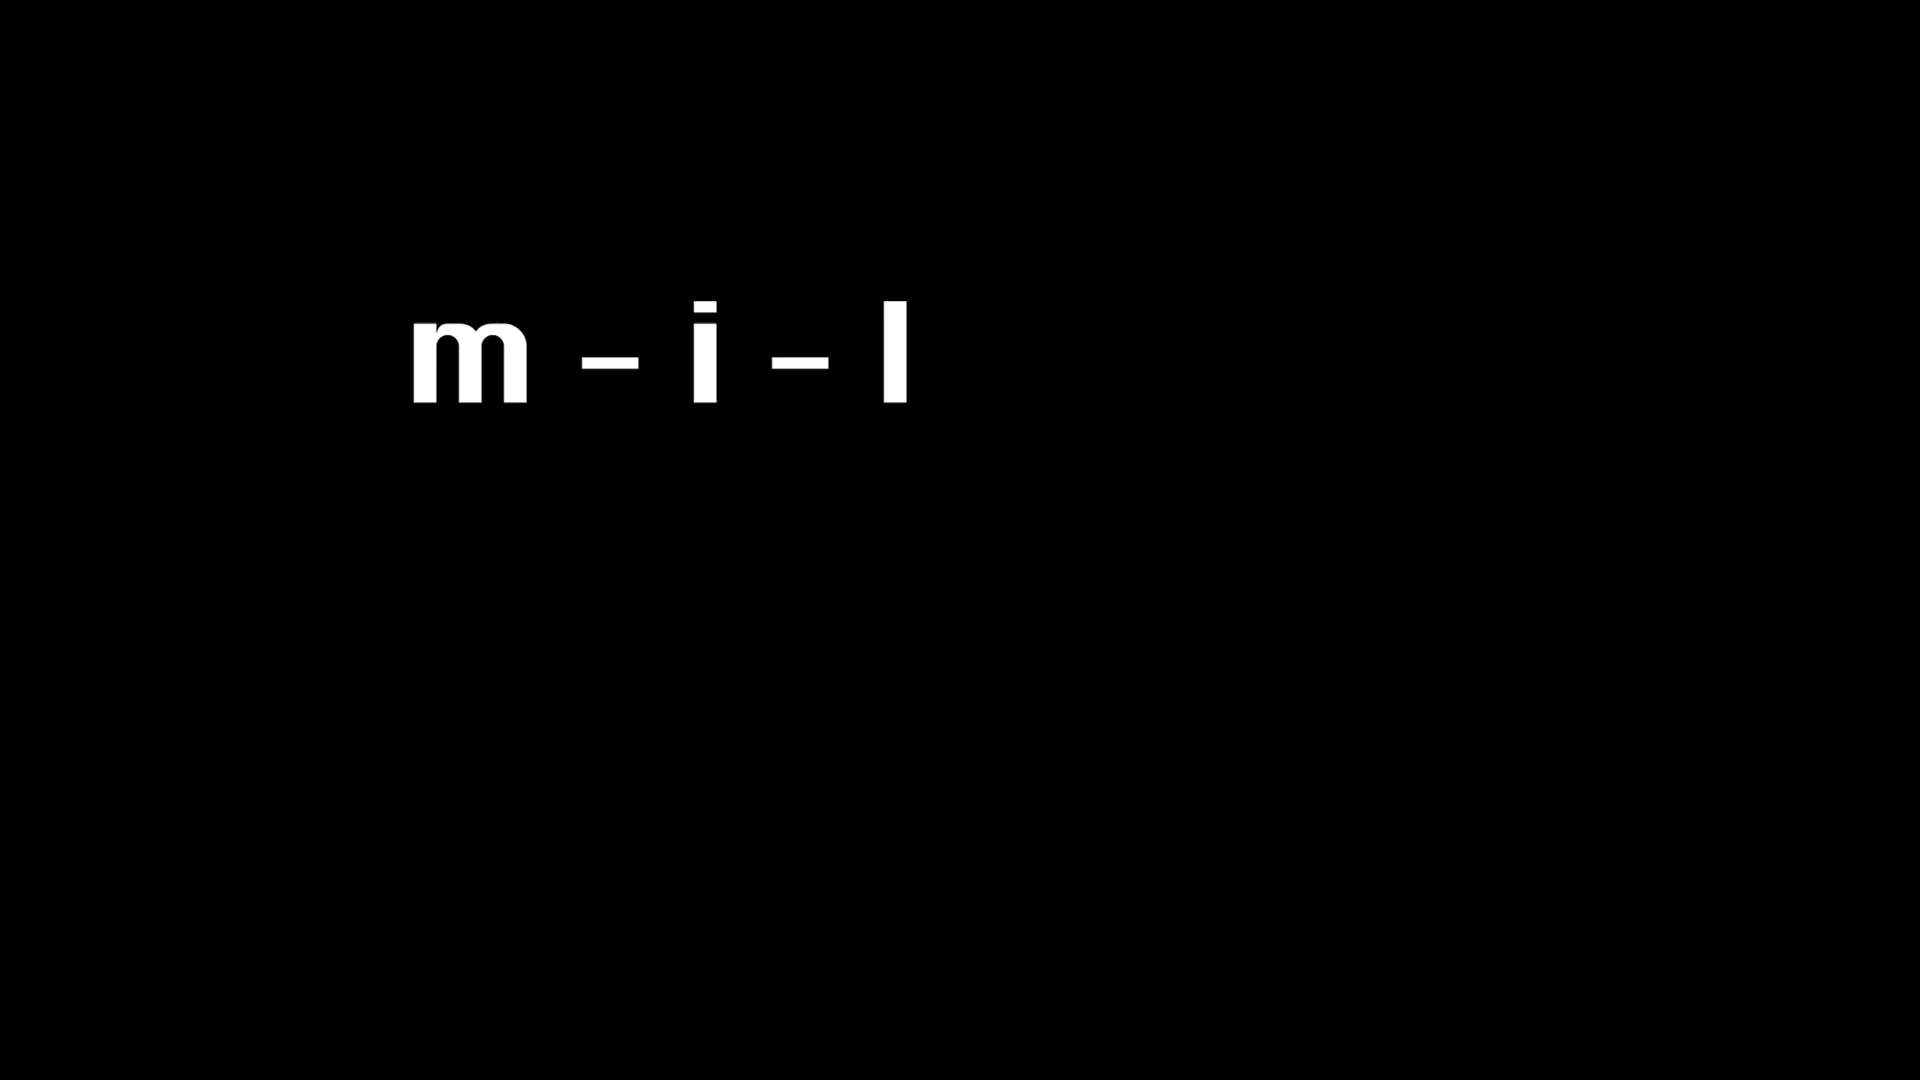 m – i – l